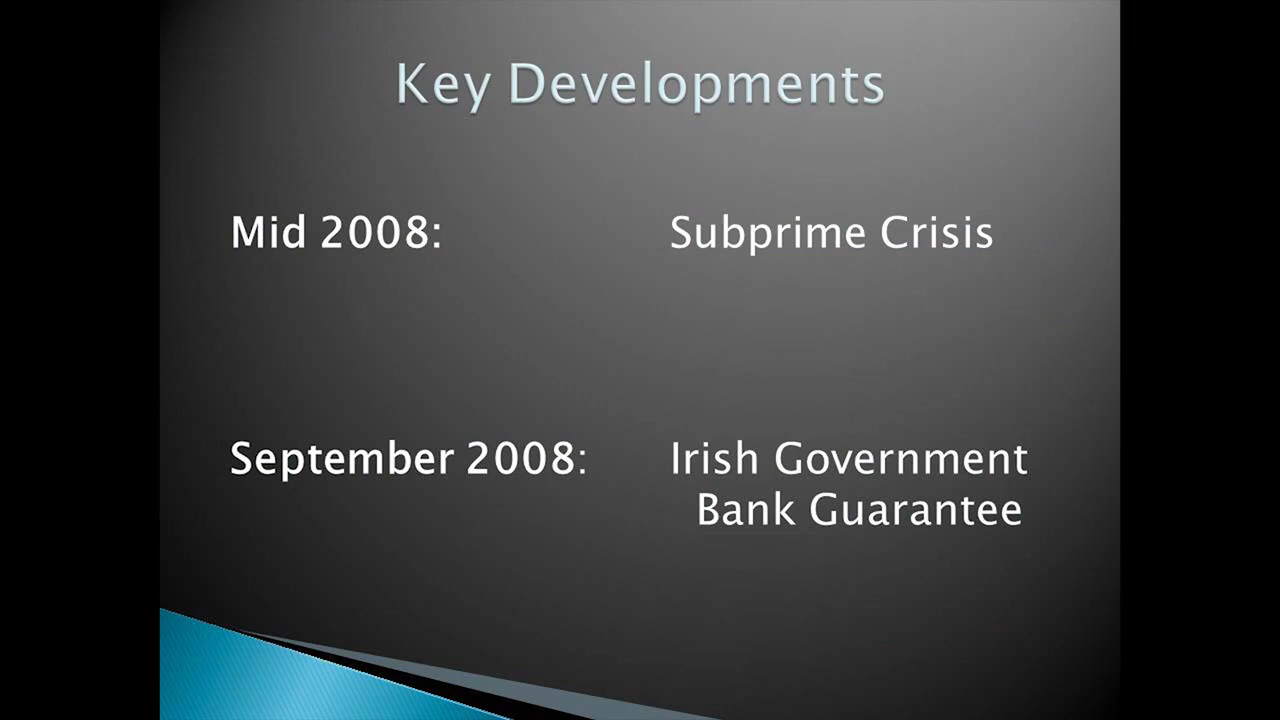 Key Developments
Mid 2008: Subprime Crisis
September 2008: Irish Government
Bank Guarantee